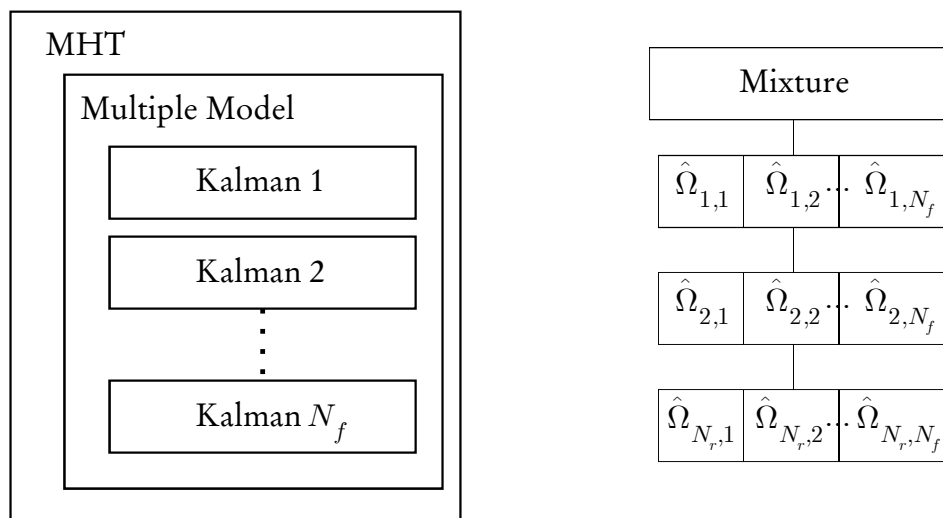 MHT
Multiple Model
Kalman 1
Kalman 2
Kalman N_f
Mixture
Ω̂_{1,1} Ω̂_{1,2} ... Ω̂_{1,N_f}
Ω̂_{2,1} Ω̂_{2,2} ... Ω̂_{2,N_f}
Ω̂_{N_r,1} Ω̂_{N_r,2} ... Ω̂_{N_r,N_f}